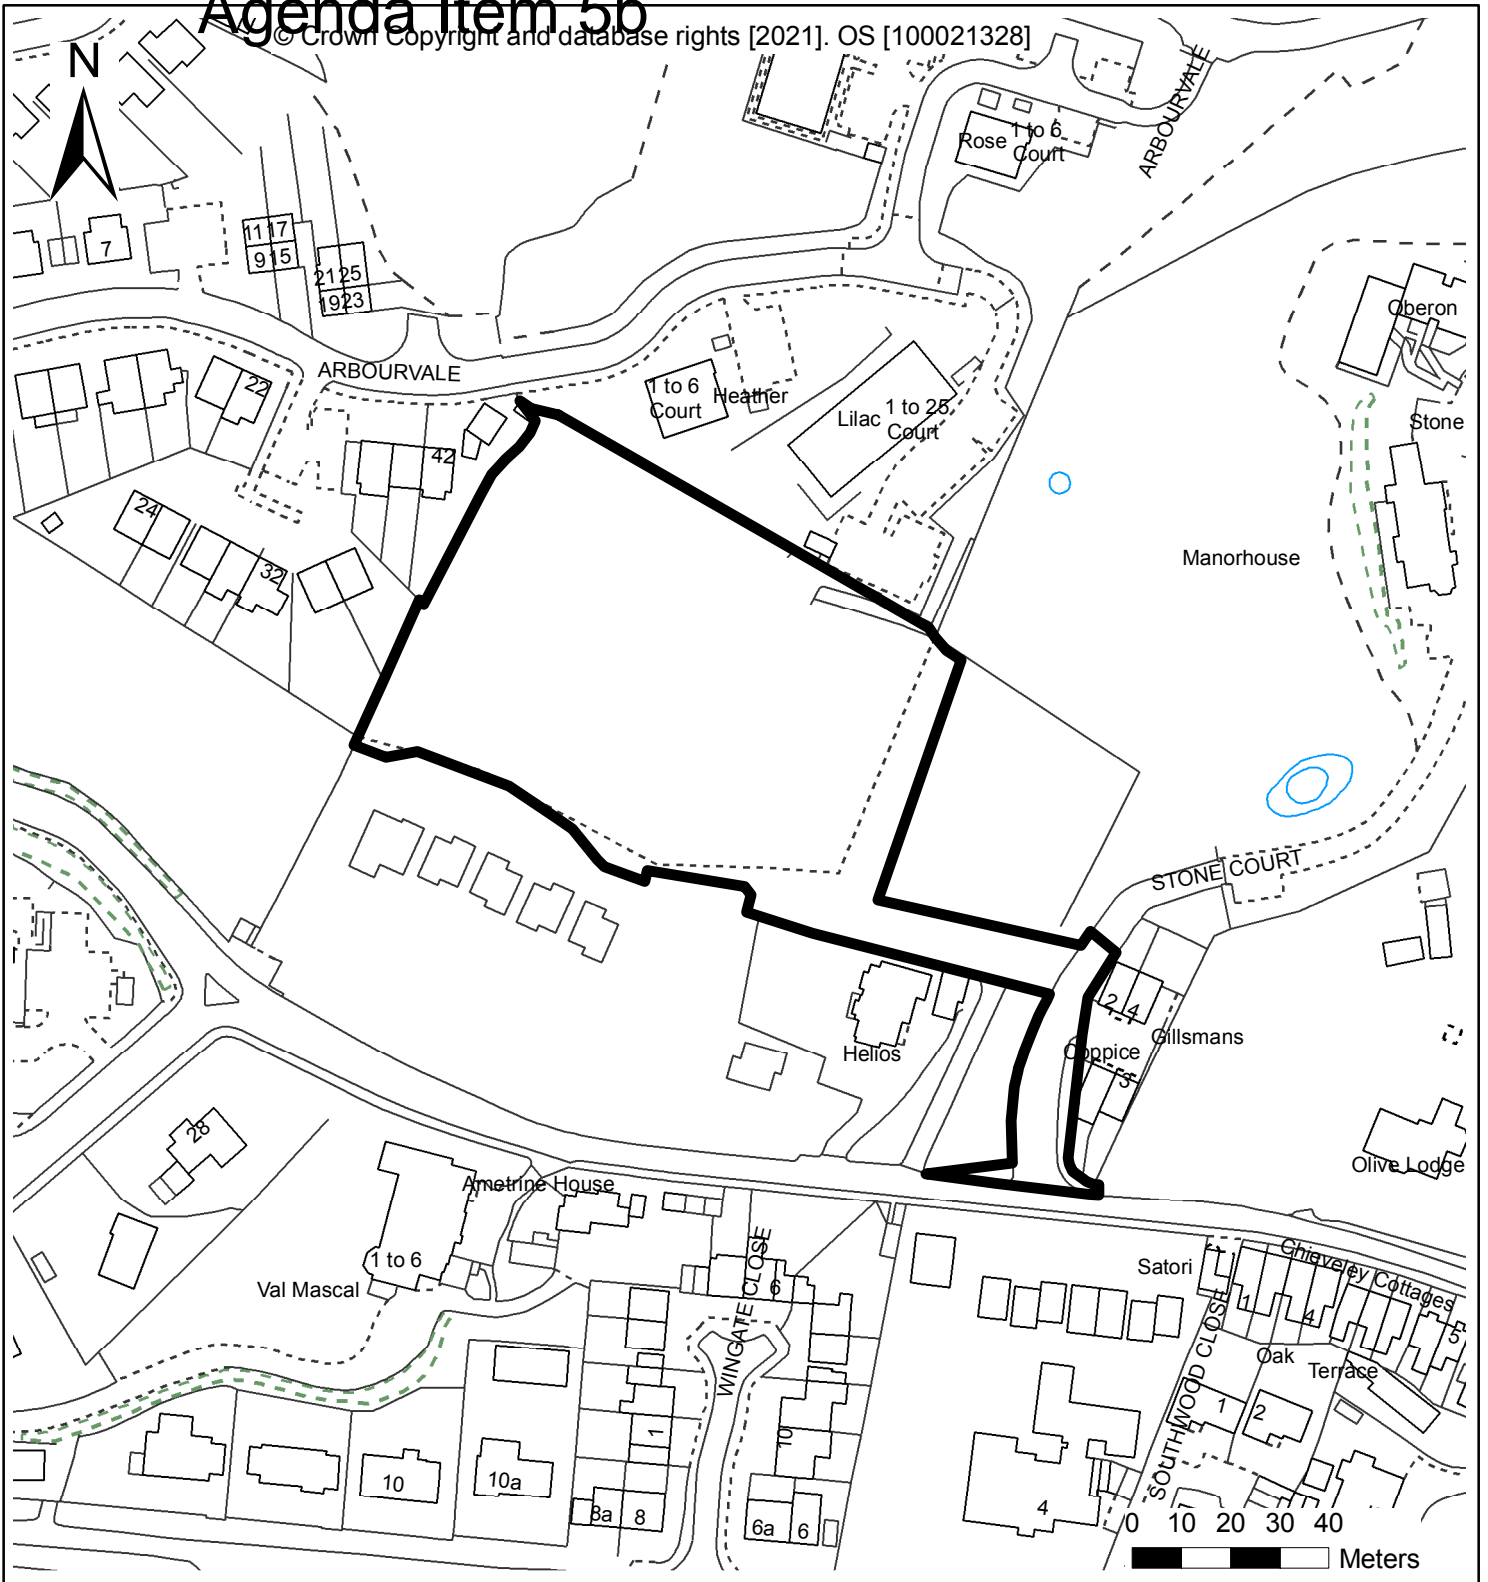 Agenda Item 5b
© Crown Copyright and database rights [2021]. OS [100021328]
N
ARBOURVALE
Rose 1 to 6
Court
7
11 17
9 15
21 25
19 23
Oberon
ARBOURVALE
22
1 to 6
Court
Heather
Lilac 1 to 25
Court
Stone
42
24
32
Manorhouse
STONE COURT
2 4
Gillsmans
Coppice
3
Helios
28
Olive Lodge
Ametrine House
1 to 6
Val Mascal
WINGATE CLOSE
6
Satori
Chieveley Cottages
1
4
5
SOUTHWOOD CLOSE
Oak
Terrace
1
2
1
10
10
10a
8a 8
6a 6
4
0 10 20 30 40
Meters